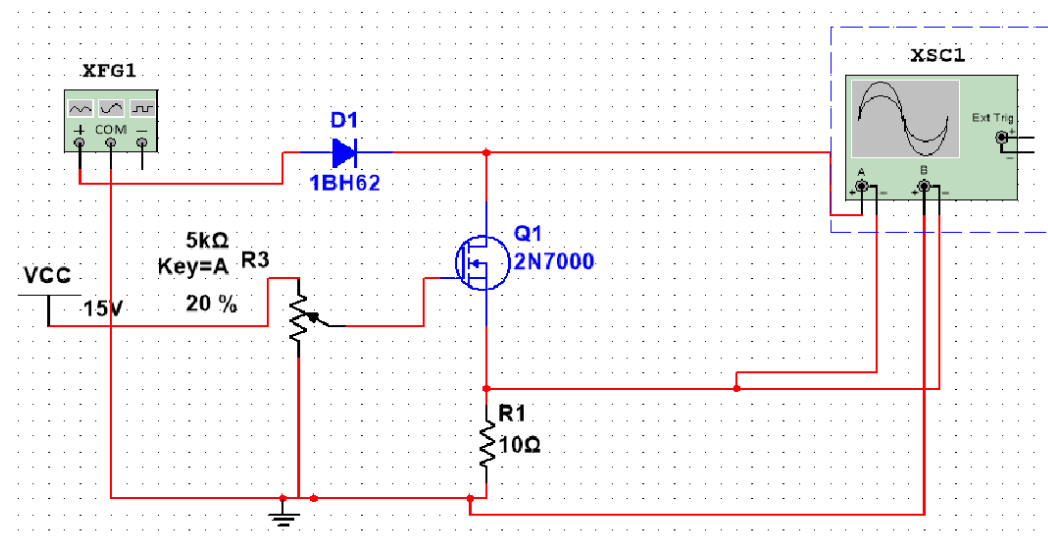 XFG1
+ COM −
D1
1BH62
XSC1
Ext Trig
+
−
A
B
+ − + −
Q1
2N7000
5kΩ
Key=A
R3
20 %
VCC
15V
R1
10Ω